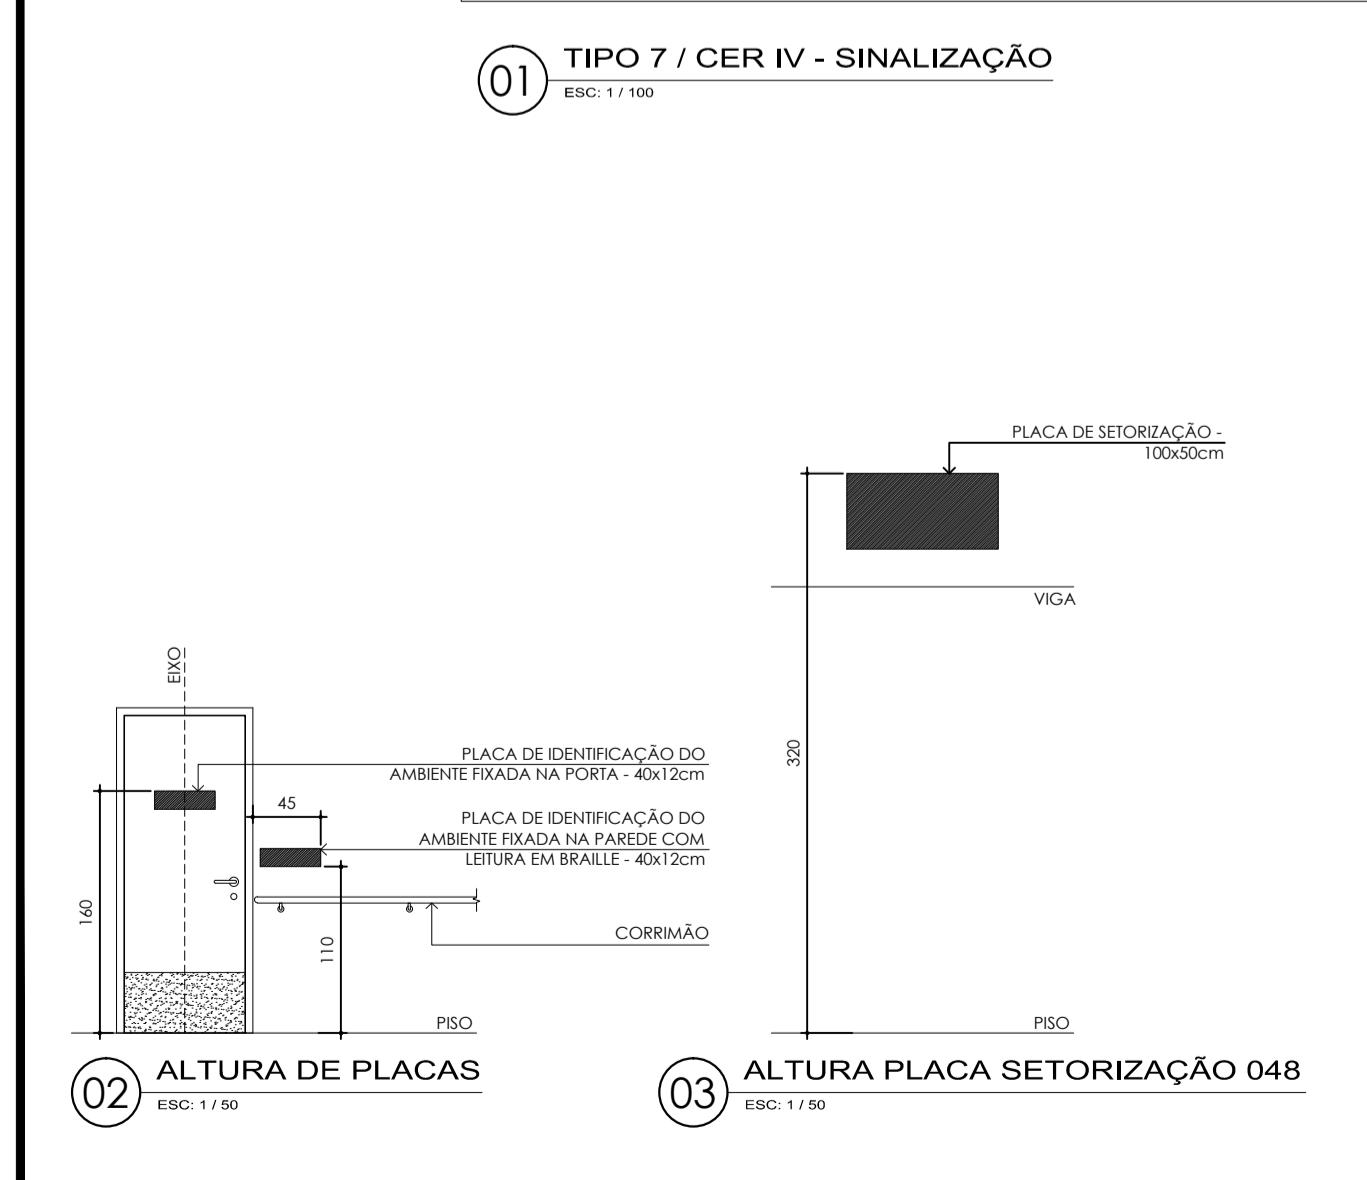 01
TIPO 7 / CER IV - SINALIZAÇÃO
ESC: 1 / 100
PLACA DE SETORIZAÇÃO -
100x50cm
VIGA
320
PISO
EIXO
PLACA DE IDENTIFICAÇÃO DO
AMBIENTE FIXADA NA PORTA - 40x12cm
45
PLACA DE IDENTIFICAÇÃO DO
AMBIENTE FIXADA NA PAREDE COM
LEITURA EM BRAILLE - 40x12cm
160
110
CORRIMÃO
PISO
02
ALTURA DE PLACAS
ESC: 1 / 50
03
ALTURA PLACA SETORIZAÇÃO 048
ESC: 1 / 50